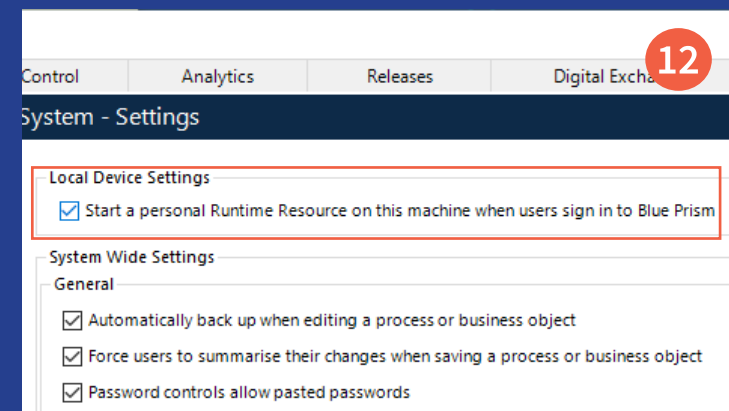 12
Control Analytics Releases Digital Excha
System - Settings
Local Device Settings
Start a personal Runtime Resource on this machine when users sign in to Blue Prism
System Wide Settings
General
Automatically back up when editing a process or business object
Force users to summarise their changes when saving a process or business object
Password controls allow pasted passwords